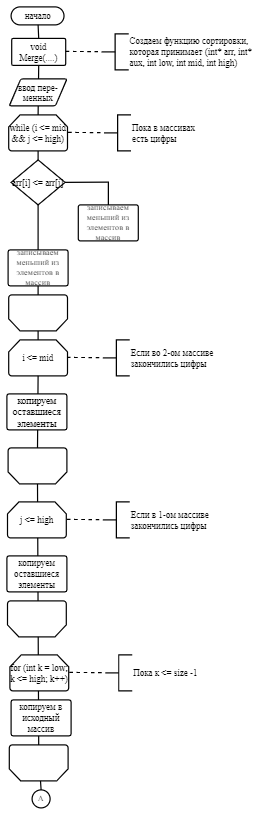 начало
void
Merge(....)
Создаем функцию сортировки,
которая принимает (int* arr, int*
aux, int low, int mid, int high)
ввод пере-
менных
while (i <= mid
&& j <= high)
Пока в массивах
есть цифры
arr[i] <= arr[j]
записываем
меньший из
элементов в
массив
записываем
меньший из
элементов в
массив
i <= mid
Если во 2-ом массиве
закончились цифры
копируем
оставшиеся
элементы
j <= high
Если в 1-ом массиве
закончились цифры
копируем
оставшиеся
элементы
for (int k = low;
k <= high; k++)
Пока к <= size -1
копируем в
исходный
массив
A